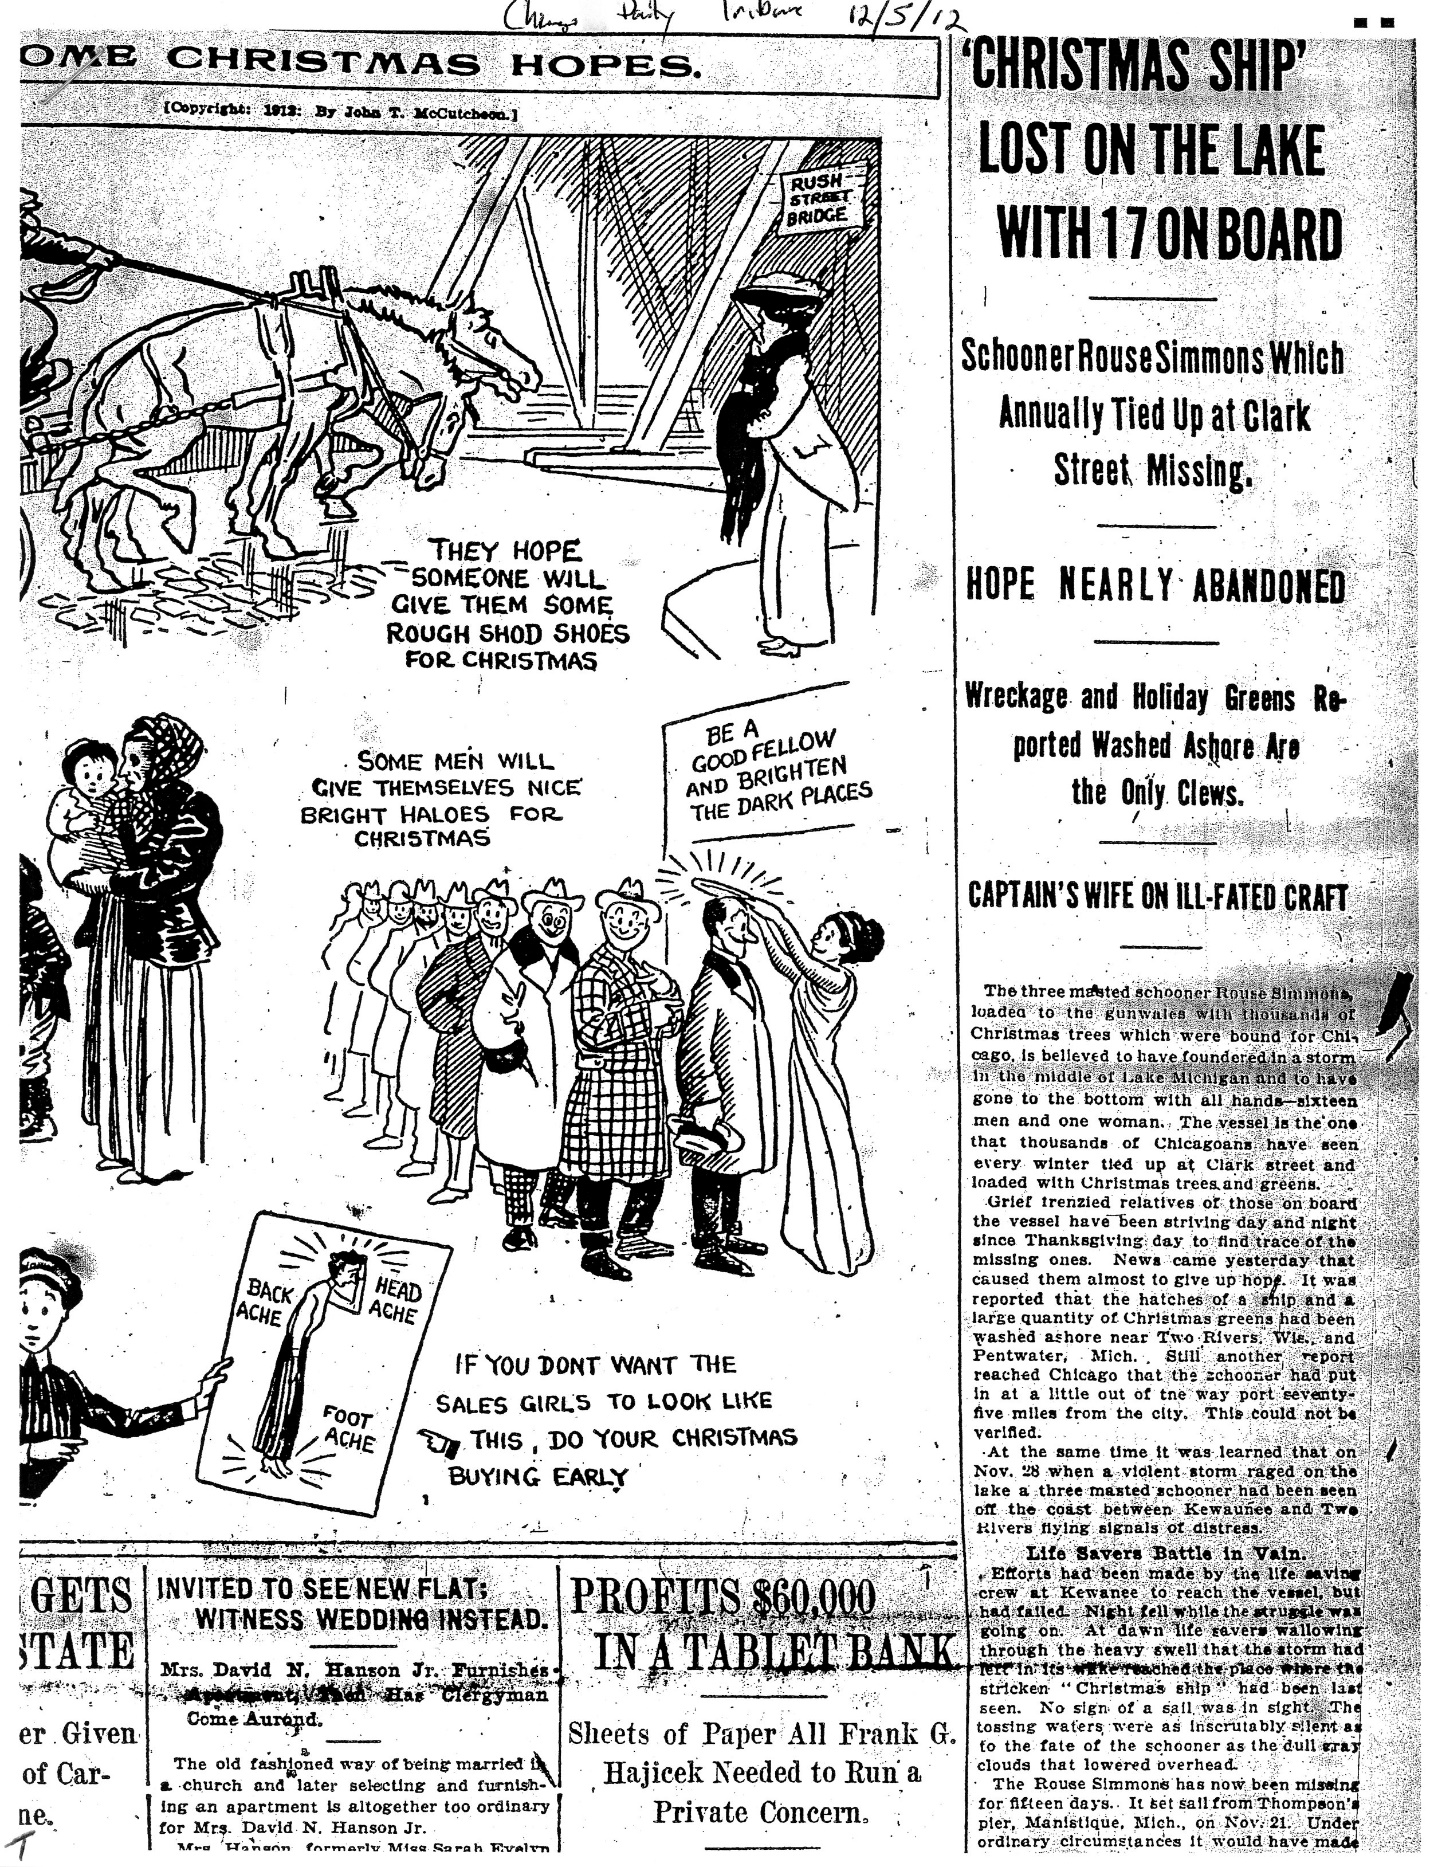 Daily Tribune 12/5/12
OME CHRISTMAS HOPES.
[Copyright: 1912: By John T. McCutcheon.]
RUSH
STREET
BRIDGE
THEY HOPE
SOMEONE WILL
GIVE THEM SOME
ROUGH SHOD SHOES
FOR CHRISTMAS
SOME MEN WILL
GIVE THEMSELVES NICE
BRIGHT HALOES FOR
CHRISTMAS
BE A
GOOD FELLOW
AND BRIGHTEN
THE DARK PLACES
BACK
ACHE
HEAD
ACHE
FOOT
ACHE
IF YOU DONT WANT THE
SALES GIRLS TO LOOK LIKE
THIS, DO YOUR CHRISTMAS
BUYING EARLY
GETS
STATE
er Given
of Car-
ne.
T
INVITED TO SEE NEW FLAT;
WITNESS WEDDING INSTEAD.
Mrs. David N. Hanson Jr. Furnishes
Apartment, Then Has Clergyman
Come Around.
The old fashioned way of being married in
a church and later selecting and furnish-
ing an apartment is altogether too ordinary
for Mrs. David N. Hanson Jr.
Mrs. Hanson, formerly Miss Sarah Evelyn
PROFITS $60,000
IN A TABLET BANK
Sheets of Paper All Frank G.
Hajicek Needed to Run a
Private Concern.
'CHRISTMAS SHIP'
LOST ON THE LAKE
WITH 17 ON BOARD
Schooner Rouse Simmons Which
Annually Tied Up at Clark
Street Missing.
HOPE NEARLY ABANDONED
Wreckage and Holiday Greens Re-
ported Washed Ashore Are
the Only Clews.
CAPTAIN'S WIFE ON ILL-FATED CRAFT
The three masted schooner Rouse Simmons,
loaded to the gunwales with thousands of
Christmas trees which were bound for Chi-
cago, is believed to have foundered in a storm
in the middle of Lake Michigan and to have
gone to the bottom with all hands—sixteen
men and one woman. The vessel is the one
that thousands of Chicagoans have seen
every winter tied up at Clark street and
loaded with Christmas trees and greens.
Grief frenzied relatives of those on board
the vessel have been striving day and night
since Thanksgiving day to find trace of the
missing ones. News came yesterday that
caused them almost to give up hope. It was
reported that the hatches of a ship and a
large quantity of Christmas greens had been
washed ashore near Two Rivers, Wis., and
Pentwater, Mich. Still another report
reached Chicago that the schooner had put
in at a little out of the way port seventy-
five miles from the city. This could not be
verified.
At the same time it was learned that on
Nov. 28 when a violent storm raged on the
lake a three masted schooner had been seen
off the coast between Kewaunee and Two
Rivers flying signals of distress.
Life Savers Battle in Vain.
Efforts had been made by the life saving
crew at Kewanee to reach the vessel, but
had failed. Night fell while the struggle was
going on. At dawn life savers wallowing
through the heavy swell that the storm had
left in its wake reached the place where the
stricken "Christmas ship" had been last
seen. No sign of a sail was in sight. The
tossing waters were as inscrutably silent as
to the fate of the schooner as the dull gray
clouds that lowered overhead.
The Rouse Simmons has now been missing
for fifteen days. It set sail from Thompson's
pier, Manistique, Mich., on Nov. 21. Under
ordinary circumstances it would have made